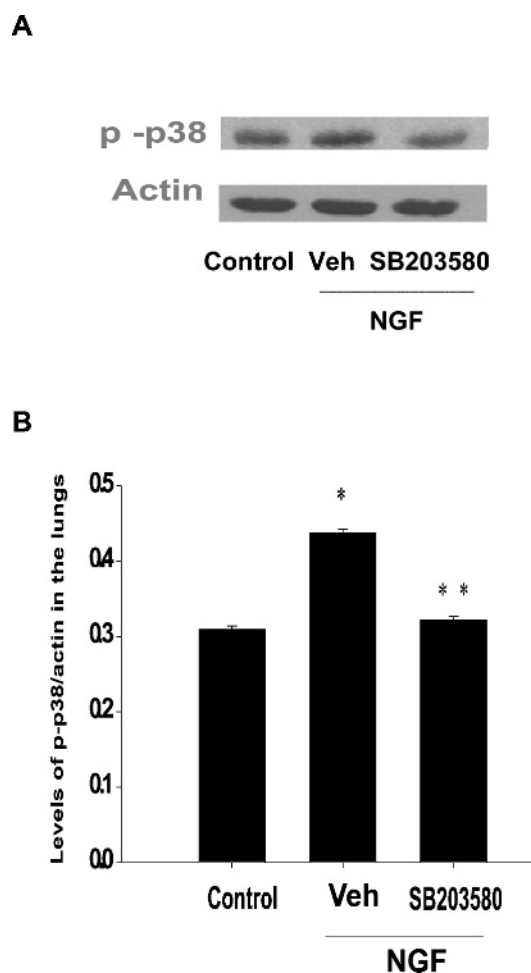 A
p -p38
Actin
Control Veh SB203580
NGF
B
Levels of p-p38/actin in the lungs
0.5
0.4
0.3
0.2
0.1
0.0
*
* *
Control Veh SB203580
NGF